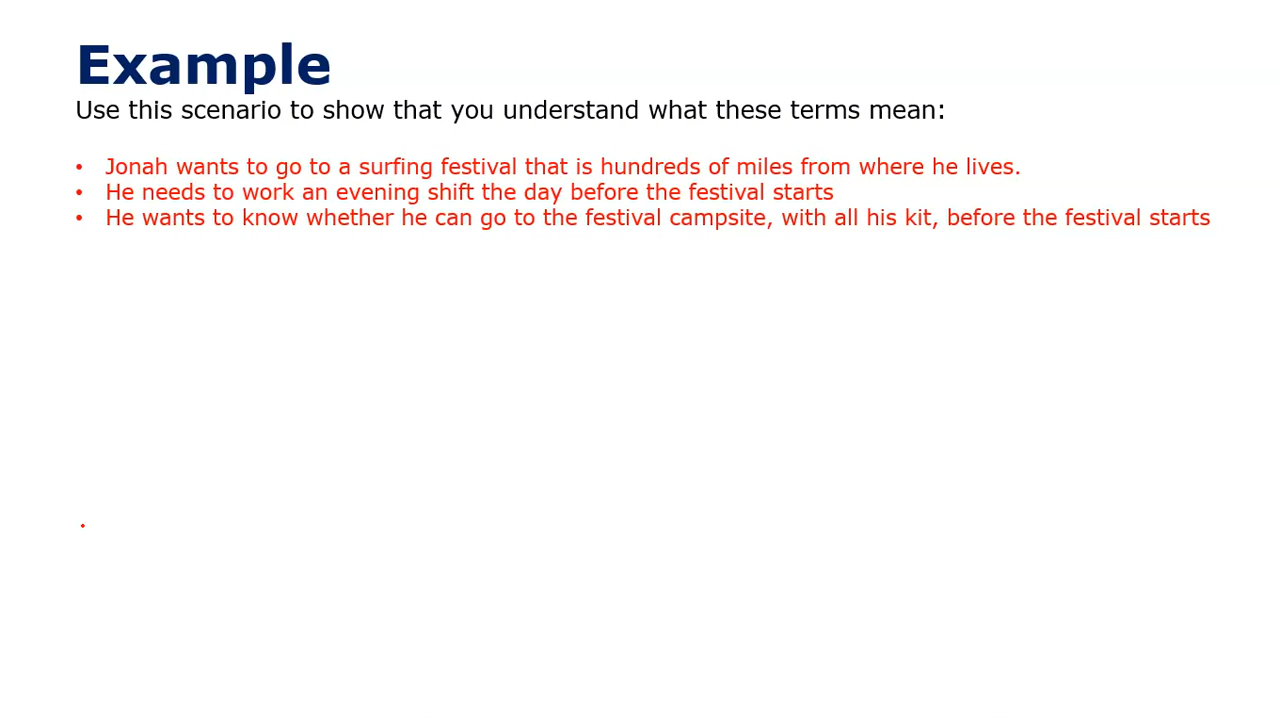 Example
Use this scenario to show that you understand what these terms mean:
• Jonah wants to go to a surfing festival that is hundreds of miles from where he lives.
• He needs to work an evening shift the day before the festival starts
• He wants to know whether he can go to the festival campsite, with all his kit, before the festival starts